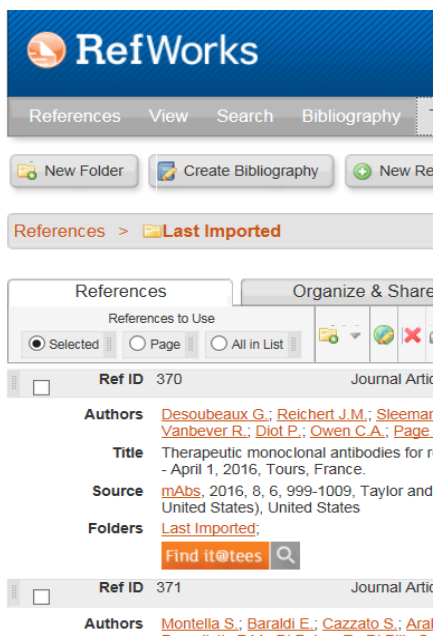 RefWorks
References View Search Bibliography
New Folder Create Bibliography New Re
References > Last Imported
References Organize & Share
References to Use
Selected Page All in List
Ref ID 370 Journal Artic
Authors Desoubeaux G.; Reichert J.M.; Sleeman
Vanbever R.; Diot P.; Owen C.A.; Page
Title Therapeutic monoclonal antibodies for r
- April 1, 2016, Tours, France.
Source mAbs, 2016, 8, 6, 999-1009, Taylor and
United States), United States
Folders Last Imported;
Find it@tees
Ref ID 371 Journal Artic
Authors Montella S.; Baraldi E.; Cazzato S.; Aral